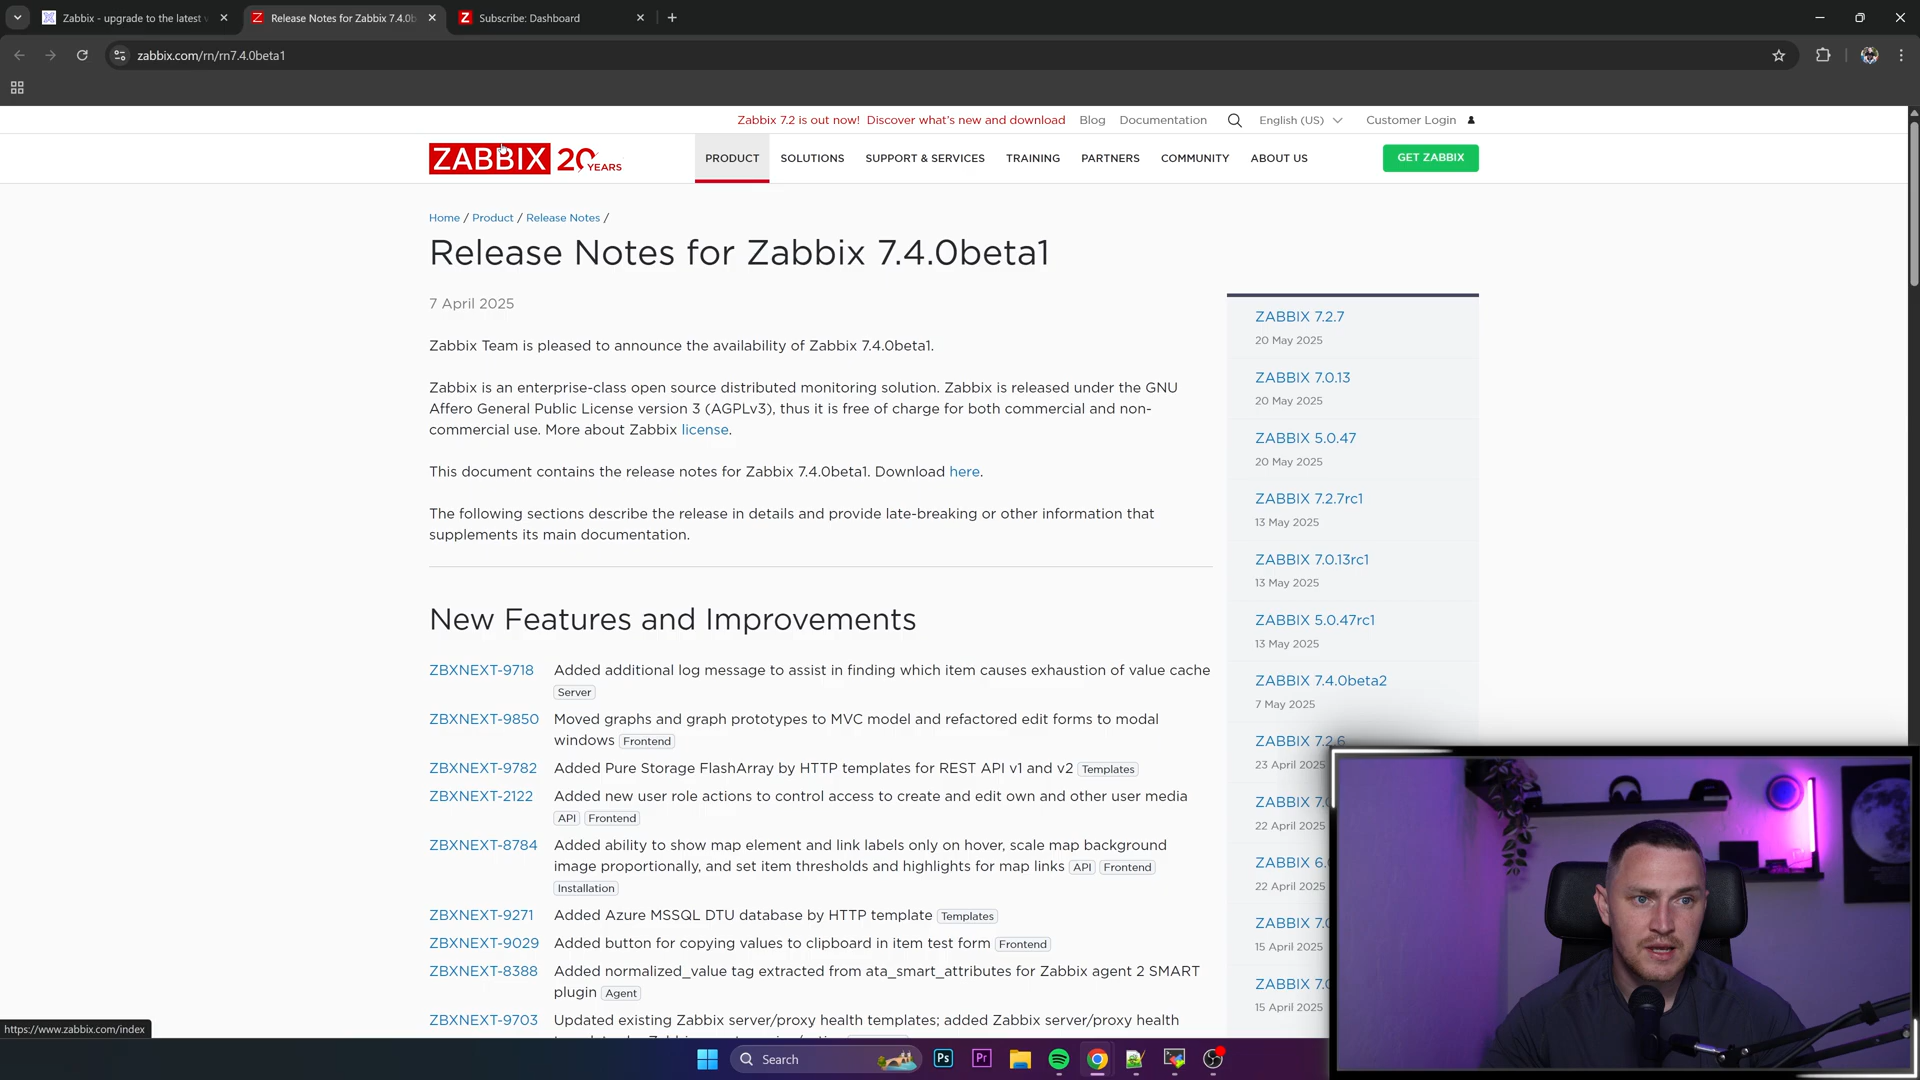 Zabbix - upgrade to the latest
Release Notes for Zabbix 7.4.0b
Subscribe: Dashboard
zabbix.com/rn/rn7.4.0beta1
Zabbix 7.2 is out now! Discover what's new and download
Blog
Documentation
English (US)
Customer Login
ZABBIX 20 YEARS
PRODUCT
SOLUTIONS
SUPPORT & SERVICES
TRAINING
PARTNERS
COMMUNITY
ABOUT US
GET ZABBIX
Home / Product / Release Notes /
Release Notes for Zabbix 7.4.0beta1
7 April 2025
Zabbix Team is pleased to announce the availability of Zabbix 7.4.0beta1.
Zabbix is an enterprise-class open source distributed monitoring solution. Zabbix is released under the GNU
Affero General Public License version 3 (AGPLv3), thus it is free of charge for both commercial and non-
commercial use. More about Zabbix license.
This document contains the release notes for Zabbix 7.4.0beta1. Download here.
The following sections describe the release in details and provide late-breaking or other information that
supplements its main documentation.
New Features and Improvements
ZBXNEXT-9718 Added additional log message to assist in finding which item causes exhaustion of value cache
Server
ZBXNEXT-9850 Moved graphs and graph prototypes to MVC model and refactored edit forms to modal
windows Frontend
ZBXNEXT-9782 Added Pure Storage FlashArray by HTTP templates for REST API v1 and v2 Templates
ZBXNEXT-2122 Added new user role actions to control access to create and edit own and other user media
API Frontend
ZBXNEXT-8784 Added ability to show map element and link labels only on hover, scale map background
image proportionally, and set item thresholds and highlights for map links API Frontend
Installation
ZBXNEXT-9271 Added Azure MSSQL DTU database by HTTP template Templates
ZBXNEXT-9029 Added button for copying values to clipboard in item test form Frontend
ZBXNEXT-8388 Added normalized_value tag extracted from ata_smart_attributes for Zabbix agent 2 SMART
plugin Agent
ZBXNEXT-9703 Updated existing Zabbix server/proxy health templates; added Zabbix server/proxy health
ZABBIX 7.2.7
20 May 2025
ZABBIX 7.0.13
20 May 2025
ZABBIX 5.0.47
20 May 2025
ZABBIX 7.2.7rc1
13 May 2025
ZABBIX 7.0.13rc1
13 May 2025
ZABBIX 5.0.47rc1
13 May 2025
ZABBIX 7.4.0beta2
7 May 2025
ZABBIX 7.2.6
23 April 2025
ZABBIX 7.0
22 April 2025
ZABBIX 6.
22 April 2025
ZABBIX 7.0
15 April 2025
ZABBIX 7.0
15 April 2025
https://www.zabbix.com/index
Search
Ps
Pr